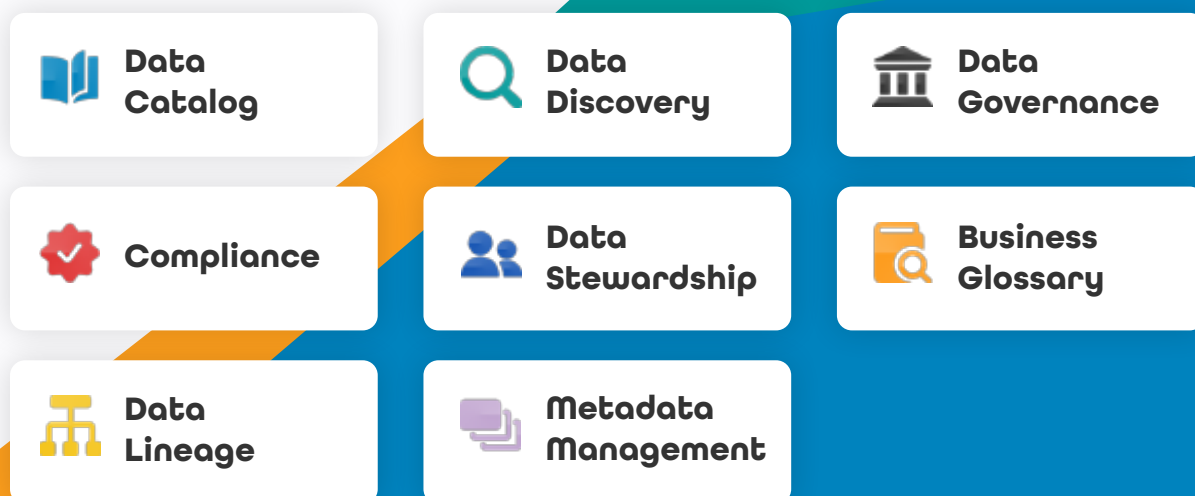 Data
Catalog
Data
Discovery
Data
Governance
Compliance
Data
Stewardship
Business
Glossary
Data
Lineage
Metadata
Management